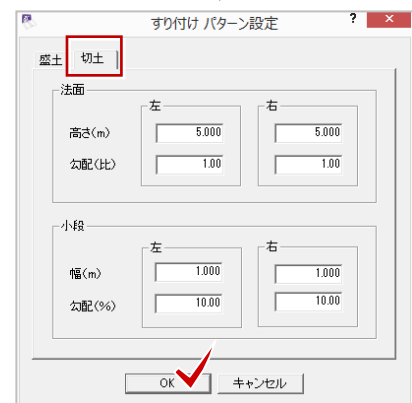 すり付け パターン設定 ? ×
盛土 切土
法面
左 右
高さ(m) 5.000 5.000
勾配(比) 1.00 1.00
小段
左 右
幅(m) 1.000 1.000
勾配(%) 10.00 10.00
OK キャンセル